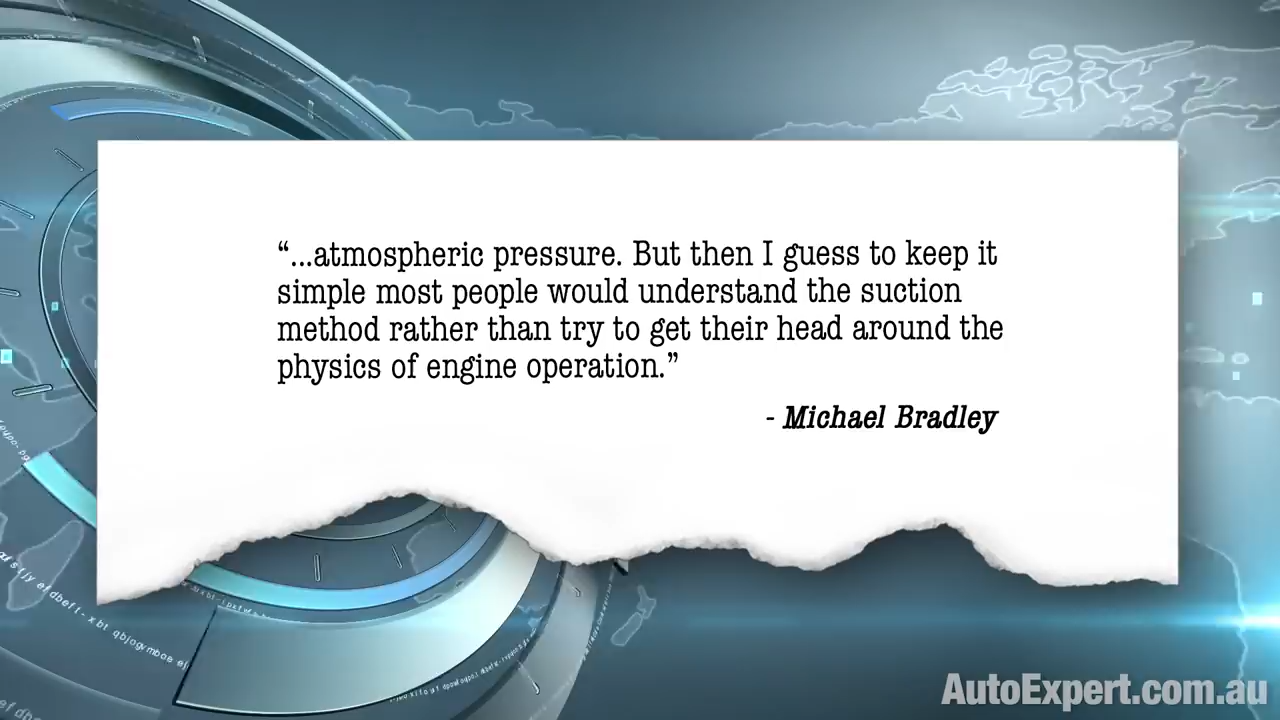 “...atmospheric pressure. But then I guess to keep it
simple most people would understand the suction
method rather than try to get their head around the
physics of engine operation.”
- Michael Bradley
AutoExpert.com.au